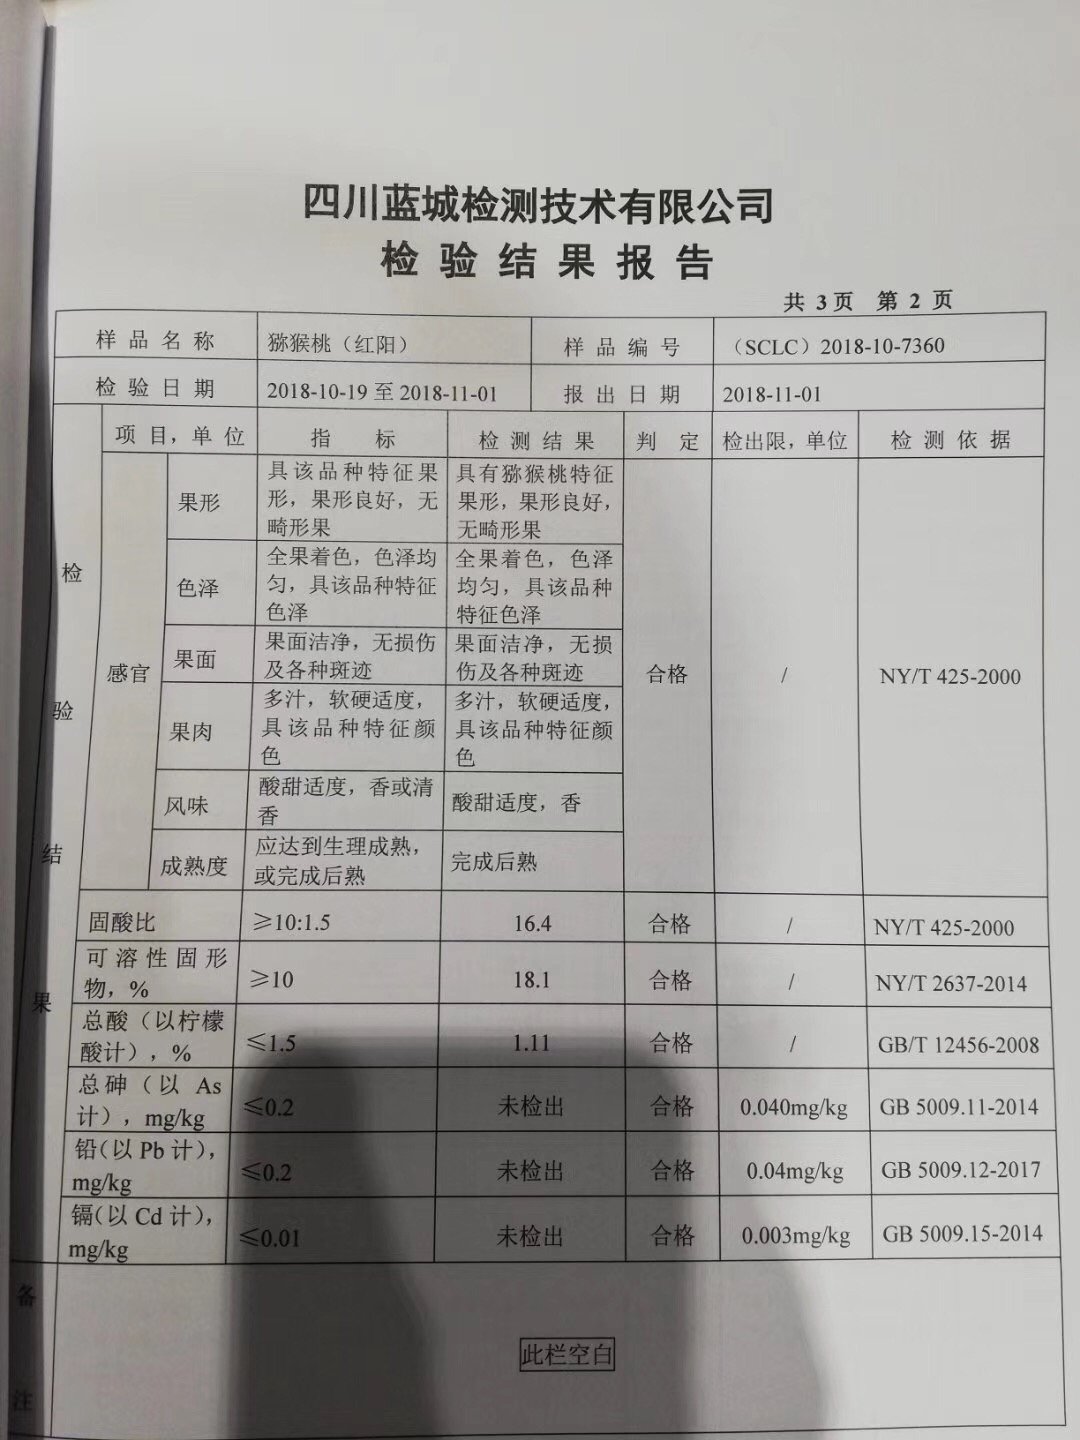 四川蓝城检测技术有限公司
检验结果报告
共 3页 第 2 页
样品名称 猕猴桃（红阳） 样品编号 （SCLC）2018-10-7360
检验日期 2018-10-19 至 2018-11-01 报出日期 2018-11-01
检验结果
项目，单位 指标 检测结果 判定 检出限，单位 检测依据
感官
果形
具该品种特征果
形，果形良好，无
畸形果
具有猕猴桃特征
果形，果形良好，
无畸形果
色泽
全果着色，色泽均
匀，具该品种特征
色泽
全果着色，色泽
均匀，具该品种
特征色泽
果面
果面洁净，无损伤
及各种斑迹
果面洁净，无损
伤及各种斑迹
果肉
多汁，软硬适度，
具该品种特征颜
色
多汁，软硬适度，
具该品种特征颜
色
风味
酸甜适度，香或清
香
酸甜适度，香
成熟度
应达到生理成熟，
或完成后熟
完成后熟
合格 / NY/T 425-2000
固酸比 ≥10:1.5 16.4 合格 / NY/T 425-2000
可溶性固形
物，% ≥10 18.1 合格 / NY/T 2637-2014
总酸（以柠檬
酸计），% ≤1.5 1.11 合格 / GB/T 12456-2008
总砷（以 As
计），mg/kg ≤0.2 未检出 合格 0.040mg/kg GB 5009.11-2014
铅（以 Pb 计），
mg/kg ≤0.2 未检出 合格 0.04mg/kg GB 5009.12-2017
镉（以 Cd 计），
mg/kg ≤0.01 未检出 合格 0.003mg/kg GB 5009.15-2014
备注
此栏空白